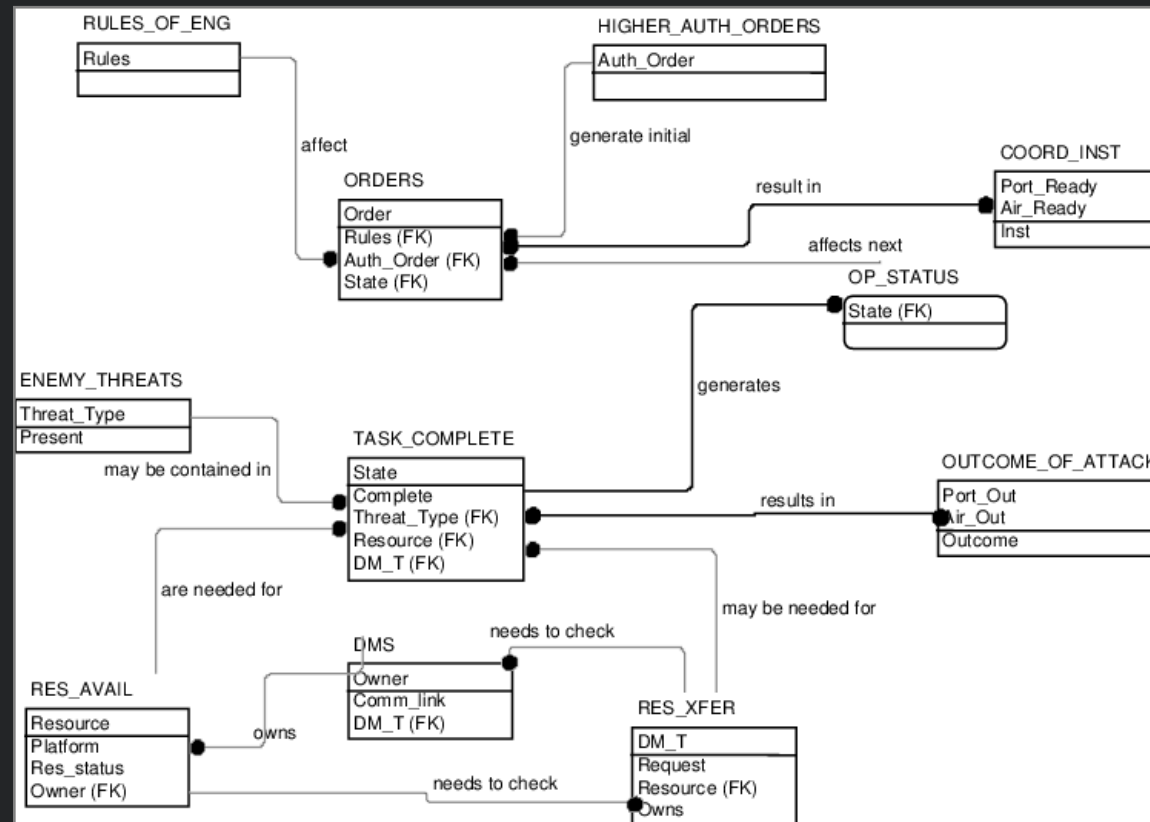 RULES_OF_ENG
Rules
HIGHER_AUTH_ORDERS
Auth_Order
affect
generate initial
ORDERS
Order
Rules (FK)
Auth_Order (FK)
State (FK)
result in
COORD_INST
Port_Ready
Air_Ready
Inst
affects next
OP_STATUS
State (FK)
generates
ENEMY_THREATS
Threat_Type
Present
may be contained in
TASK_COMPLETE
State
Complete
Threat_Type (FK)
Resource (FK)
DM_T (FK)
results in
OUTCOME_OF_ATTACK
Port_Out
Air_Out
Outcome
are needed for
may be needed for
needs to check
DMS
Owner
Comm_link
DM_T (FK)
owns
RES_AVAIL
Resource
Platform
Res_status
Owner (FK)
needs to check
RES_XFER
DM_T
Request
Resource (FK)
Owns